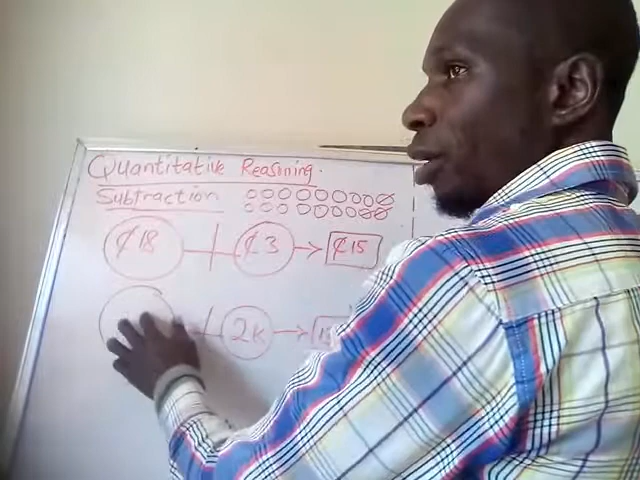 Quantitative Reasoning.
Subtraction
₵18 ₵3 ₵15
2K